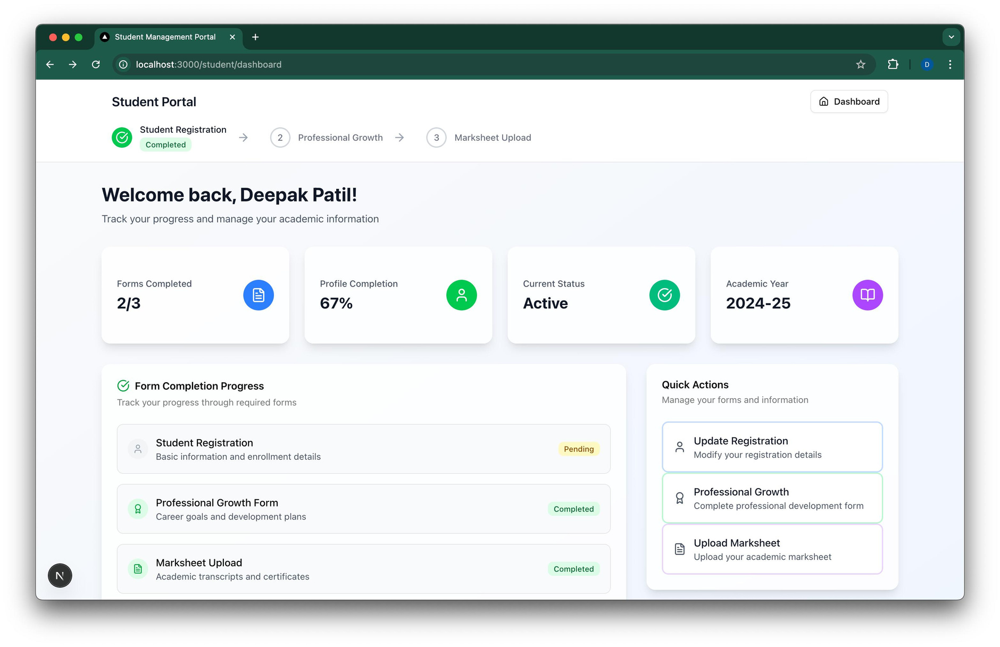 Student Management Portal
localhost:3000/student/dashboard
D
Student Portal
Dashboard
Student Registration
Completed
2
Professional Growth
3
Marksheet Upload
Welcome back, Deepak Patil!
Track your progress and manage your academic information
Forms Completed
2/3
Profile Completion
67%
Current Status
Active
Academic Year
2024-25
Form Completion Progress
Track your progress through required forms
Student Registration
Basic information and enrollment details
Pending
Professional Growth Form
Career goals and development plans
Completed
Marksheet Upload
Academic transcripts and certificates
Completed
Quick Actions
Manage your forms and information
Update Registration
Modify your registration details
Professional Growth
Complete professional development form
Upload Marksheet
Upload your academic marksheet
N